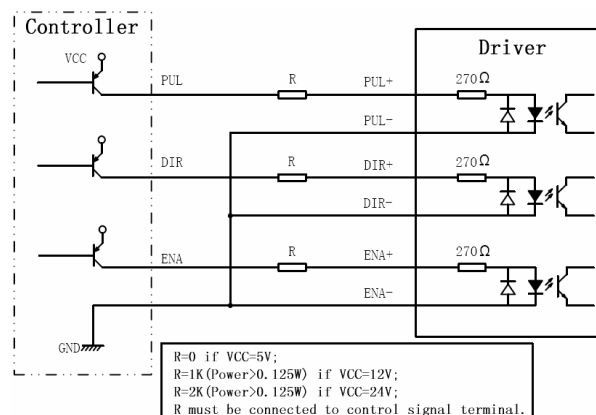 Controller
Driver
VCC
PUL
R
PUL+
270Ω
PUL-
DIR
R
DIR+
270Ω
DIR-
ENA
R
ENA+
270Ω
ENA-
GND
R=0 if VCC=5V;
R=1K(Power>0.125W) if VCC=12V;
R=2K(Power>0.125W) if VCC=24V;
R must be connected to control signal terminal.